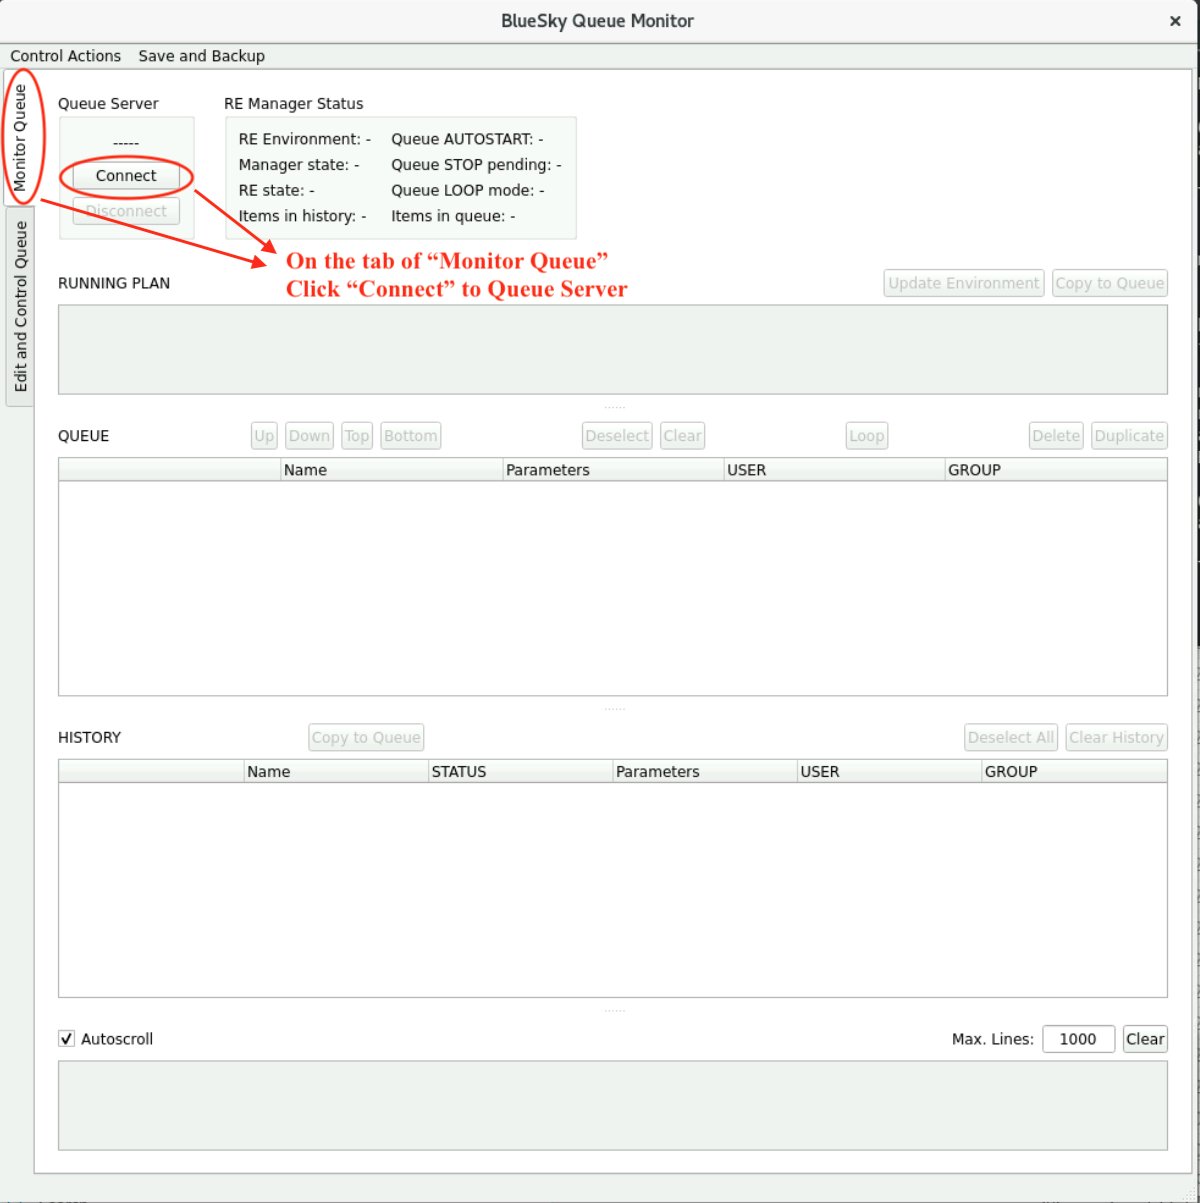 BlueSky Queue Monitor
Control Actions Save and Backup
Monitor Queue
Edit and Control Queue
Queue Server
-----
Connect
Disconnect
RE Manager Status
RE Environment: - Queue AUTOSTART: -
Manager state: - Queue STOP pending: -
RE state: - Queue LOOP mode: -
Items in history: - Items in queue: -
On the tab of “Monitor Queue”
Click “Connect” to Queue Server
RUNNING PLAN Update Environment Copy to Queue
QUEUE Up Down Top Bottom Deselect Clear Loop Delete Duplicate
Name Parameters USER GROUP
HISTORY Copy to Queue Deselect All Clear History
Name STATUS Parameters USER GROUP
Autoscroll Max. Lines: 1000 Clear